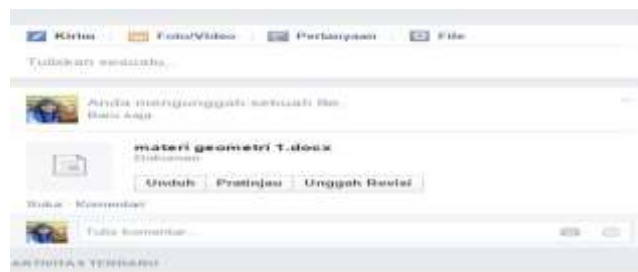 Kirim Foto/Video Pertanyaan File
Tuliskan sesuatu...
Anda mengunggah sebuah file.
Baru saja
materi geometri 1.docx
Dokumen
Unduh Pratinjau Unggah Revisi
Suka · Komentari
Tulis komentar...
AKTIVITAS TERBARU